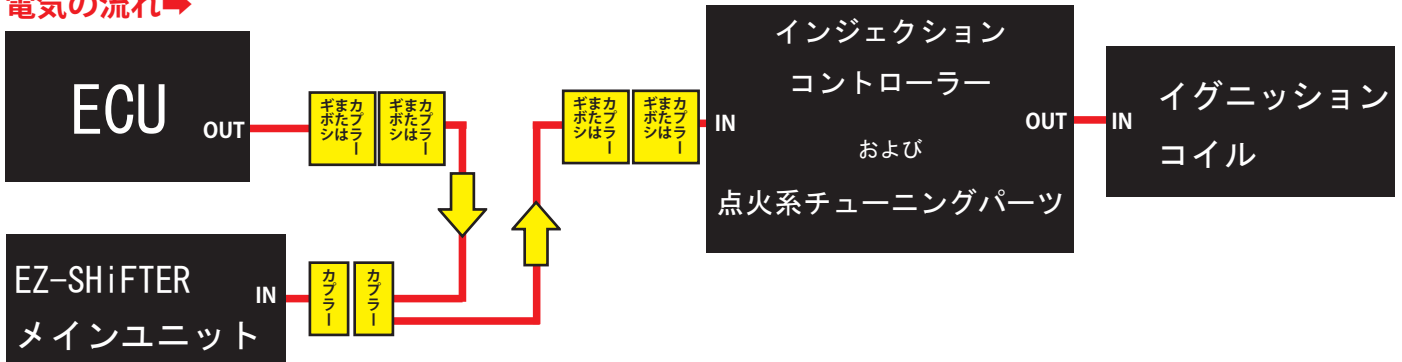 電気の流れ➡
ECU
OUT
カプラー
または
ギボシ
カプラー
または
ギボシ
カプラー
または
ギボシ
カプラー
または
ギボシ
IN
インジェクション
コントローラー
および
点火系チューニングパーツ
OUT
IN
イグニッション
コイル
EZ-SHiFTER
メインユニット
IN
カプラー
カプラー